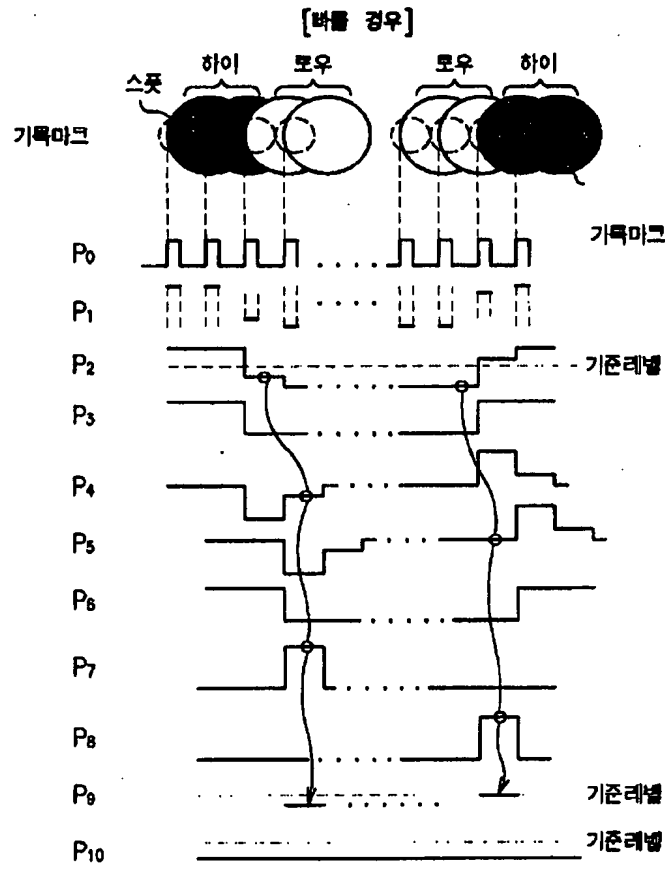 [빠를 경우]
하이 로우 로우 하이
스폿
기록마크
기록마크
P0
P1
P2 기준레벨
P3
P4
P5
P6
P7
P8
P9 기준레벨
P10 기준레벨